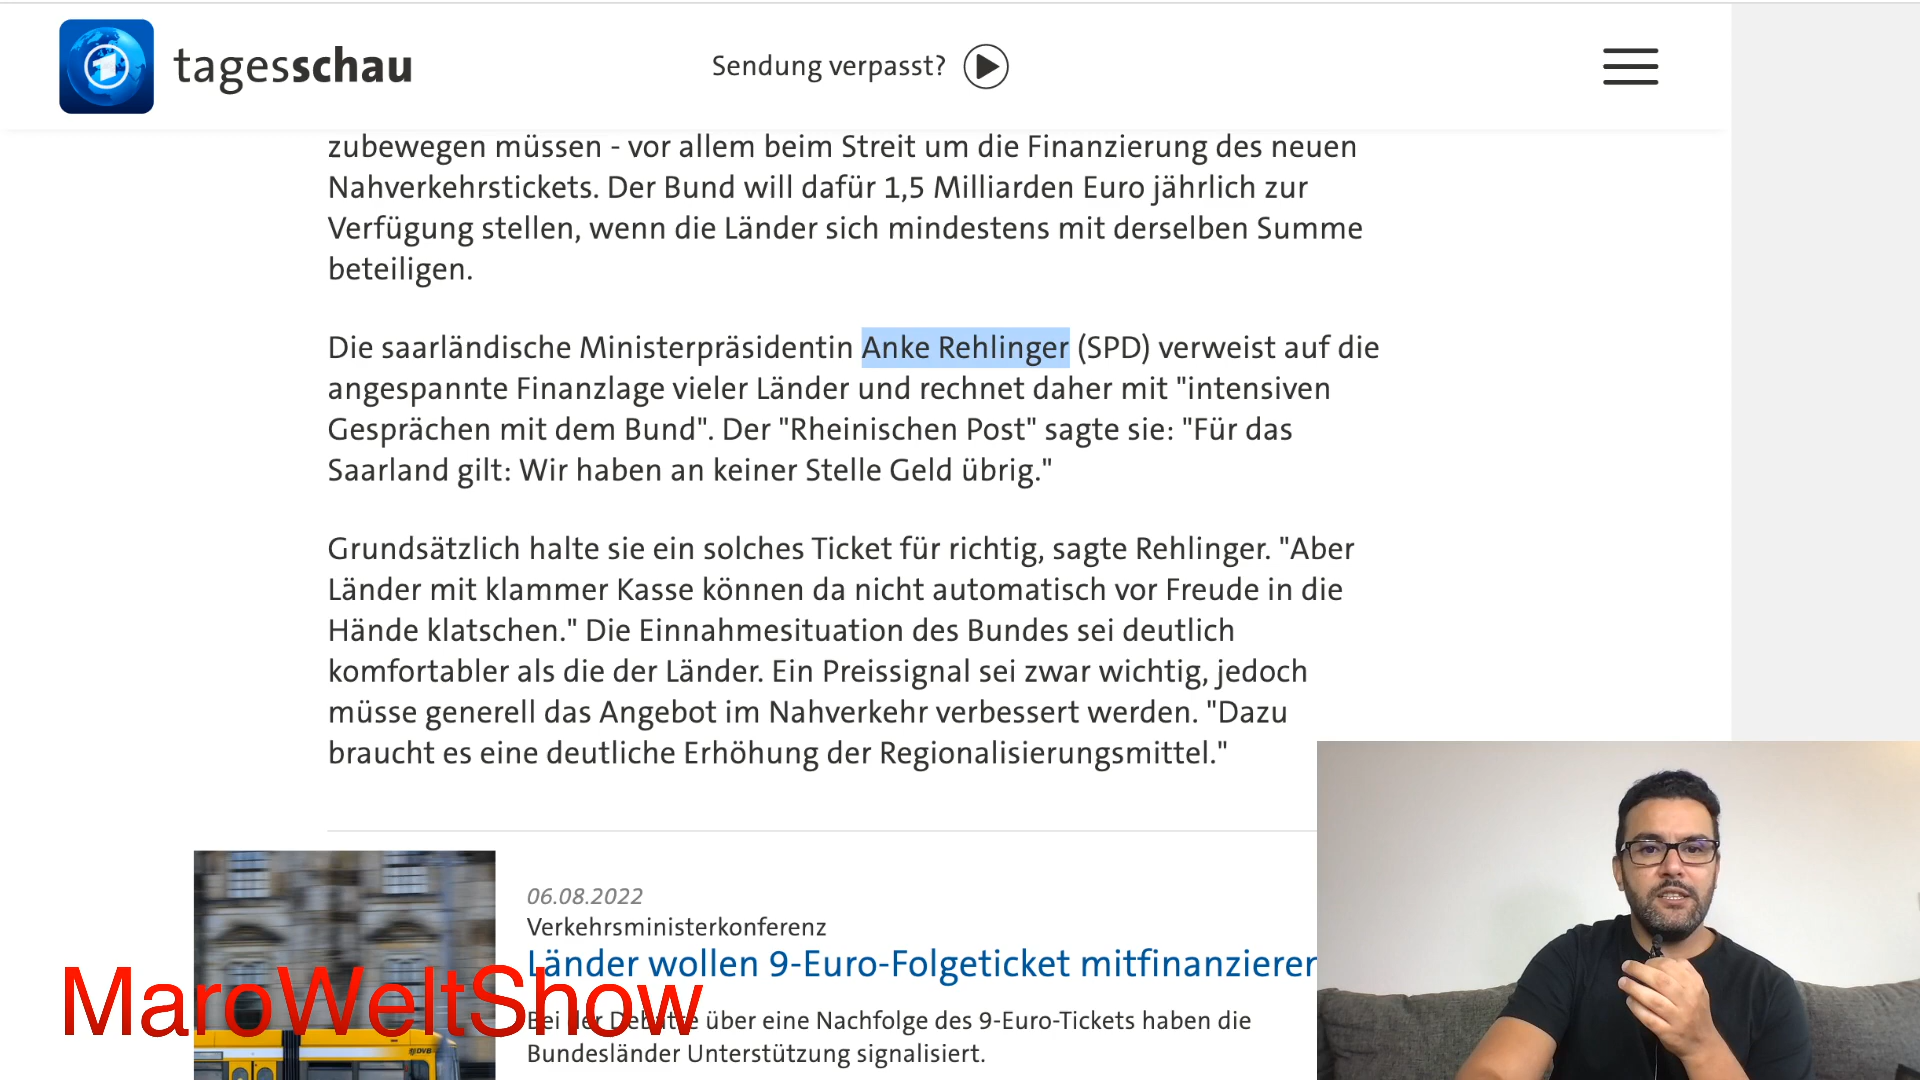 tagesschau
Sendung verpasst?
zubewegen müssen - vor allem beim Streit um die Finanzierung des neuen
Nahverkehrstickets. Der Bund will dafür 1,5 Milliarden Euro jährlich zur
Verfügung stellen, wenn die Länder sich mindestens mit derselben Summe
beteiligen.
Die saarländische Ministerpräsidentin Anke Rehlinger (SPD) verweist auf die
angespannte Finanzlage vieler Länder und rechnet daher mit "intensiven
Gesprächen mit dem Bund". Der "Rheinischen Post" sagte sie: "Für das
Saarland gilt: Wir haben an keiner Stelle Geld übrig."
Grundsätzlich halte sie ein solches Ticket für richtig, sagte Rehlinger. "Aber
Länder mit klammer Kasse können da nicht automatisch vor Freude in die
Hände klatschen." Die Einnahmesituation des Bundes sei deutlich
komfortabler als die der Länder. Ein Preissignal sei zwar wichtig, jedoch
müsse generell das Angebot im Nahverkehr verbessert werden. "Dazu
braucht es eine deutliche Erhöhung der Regionalisierungsmittel."
06.08.2022
Verkehrsministerkonferenz
Länder wollen 9-Euro-Folgeticket mitfinanzieren
MaroWeltShow
Bei der Debatte über eine Nachfolge des 9-Euro-Tickets haben die
Bundesländer Unterstützung signalisiert.
DVB